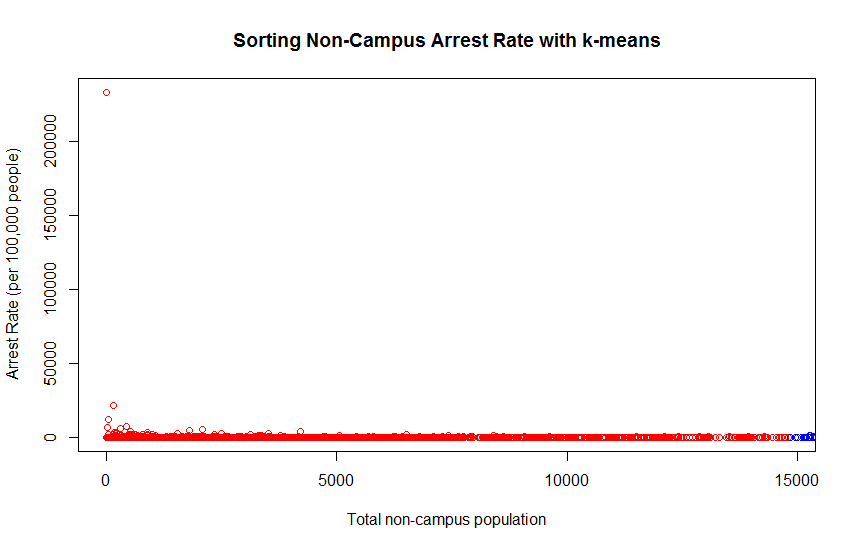 Sorting Non-Campus Arrest Rate with k-means
Arrest Rate (per 100,000 people)
200000
150000
100000
50000
0
0 5000 10000 15000
Total non-campus population